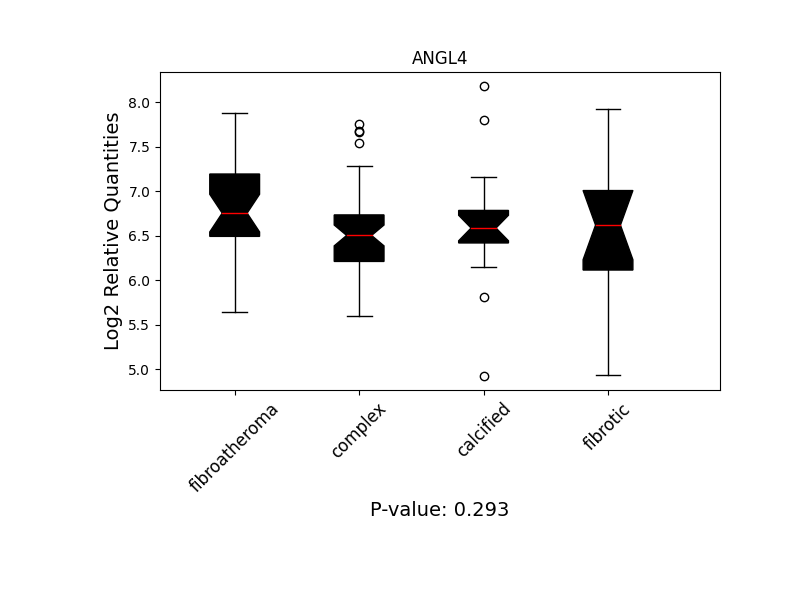 ANGL4
Log2 Relative Quantities
8.0
7.5
7.0
6.5
6.0
5.5
5.0
fibroatheroma
complex
calcified
fibrotic
P-value: 0.293